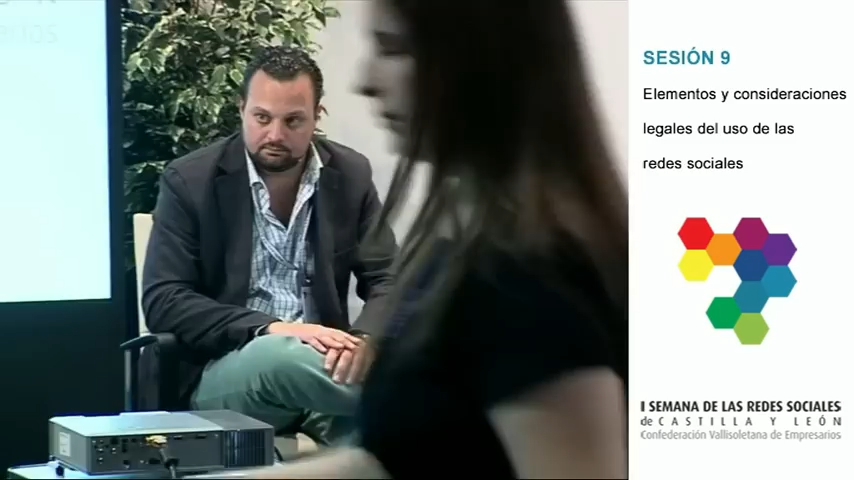 erios
SESIÓN 9
Elementos y consideraciones
legales del uso de las
redes sociales
I SEMANA DE LAS REDES SOCIALES
de CASTILLA Y LEÓN
Confederación Vallisoletana de Empresarios